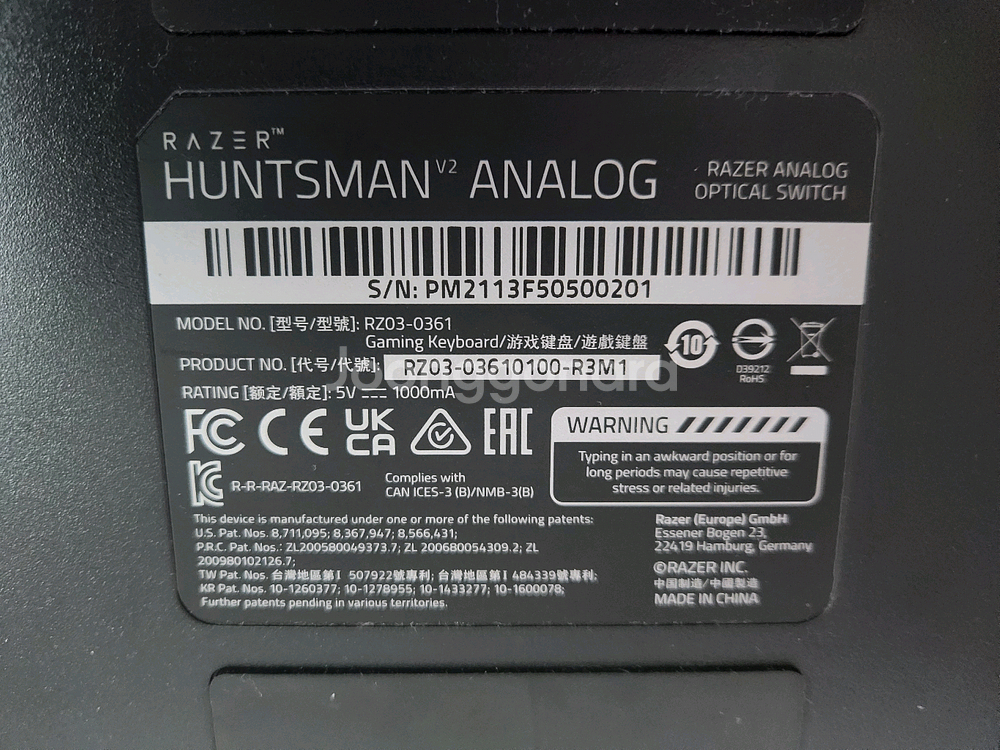 RAZER™
HUNTSMAN V2 ANALOG
RAZER ANALOG
OPTICAL SWITCH
S/N: PM2113F50500201
MODEL NO. [型号/型號]: RZ03-0361
Gaming Keyboard/游戏键盘/遊戲鍵盤
PRODUCT NO. [代号/代號]: RZ03-03610100-R3M1
RATING [额定/額定]: 5V ⎓ 1000mA
Joonggonara
10
D39212
RoHS
FC CE UK CA EAC
WARNING
Typing in an awkward position or for
long periods may cause repetitive
stress or related injuries.
R-R-RAZ-RZ03-0361
Complies with
CAN ICES-3 (B)/NMB-3(B)
This device is manufactured under one or more of the following patents:
U.S. Pat. Nos. 8,711,095; 8,367,947; 8,566,431;
P.R.C. Pat. Nos.: ZL200580049373.7; ZL 200680054309.2; ZL
200980102126.7;
TW Pat. Nos. 台灣地區第I 507922號專利; 台灣地區第I 484339號專利;
KR Pat. Nos. 10-1260377; 10-1278955; 10-1433277; 10-1600078;
Further patents pending in various territories.
Razer (Europe) GmbH
Essener Bogen 23,
22419 Hamburg, Germany
©RAZER INC.
中国制造/中國製造
MADE IN CHINA